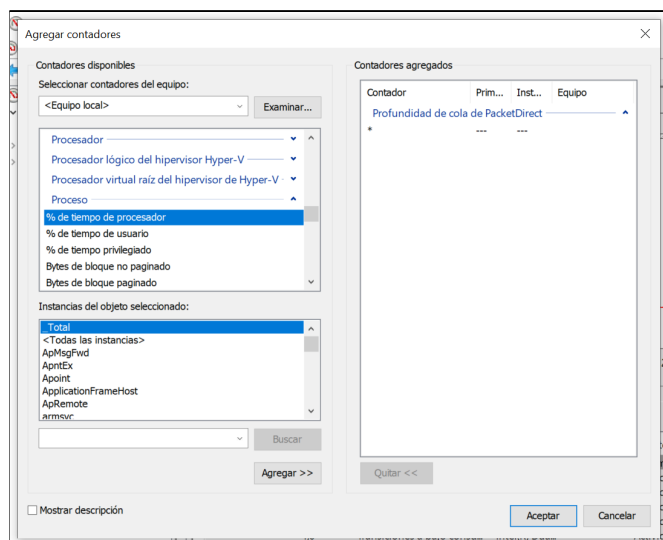 Agregar contadores
Contadores disponibles
Seleccionar contadores del equipo:
<Equipo local>
Examinar...
Procesador
Procesador lógico del hipervisor Hyper-V
Procesador virtual raíz del hipervisor de Hyper-V
Proceso
% de tiempo de procesador
% de tiempo de usuario
% de tiempo privilegiado
Bytes de bloque no paginado
Bytes de bloque paginado
Instancias del objeto seleccionado:
_Total
<Todas las instancias>
ApMsgFwd
ApntEx
Apoint
ApplicationFrameHost
ApRemote
armsvc
Buscar
Agregar >>
Contadores agregados
Contador Prim... Inst... Equipo
Profundidad de cola de PacketDirect
* --- ---
Quitar <<
Mostrar descripción
Aceptar Cancelar